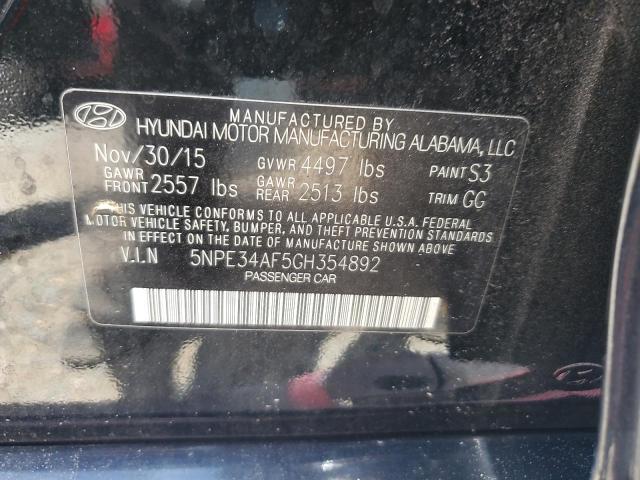 MANUFACTURED BY
HYUNDAI MOTOR MANUFACTURING ALABAMA, LLC
Nov/30/15 GVWR 4497 lbs PAINT S3
GAWR FRONT 2557 lbs GAWR REAR 2513 lbs TRIM GG
THIS VEHICLE CONFORMS TO ALL APPLICABLE U.S.A. FEDERAL
MOTOR VEHICLE SAFETY, BUMPER, AND THEFT PREVENTION STANDARDS
IN EFFECT ON THE DATE OF MANUFACTURE SHOWN ABOVE.
V.I.N 5NPE34AF5GH354892
PASSENGER CAR